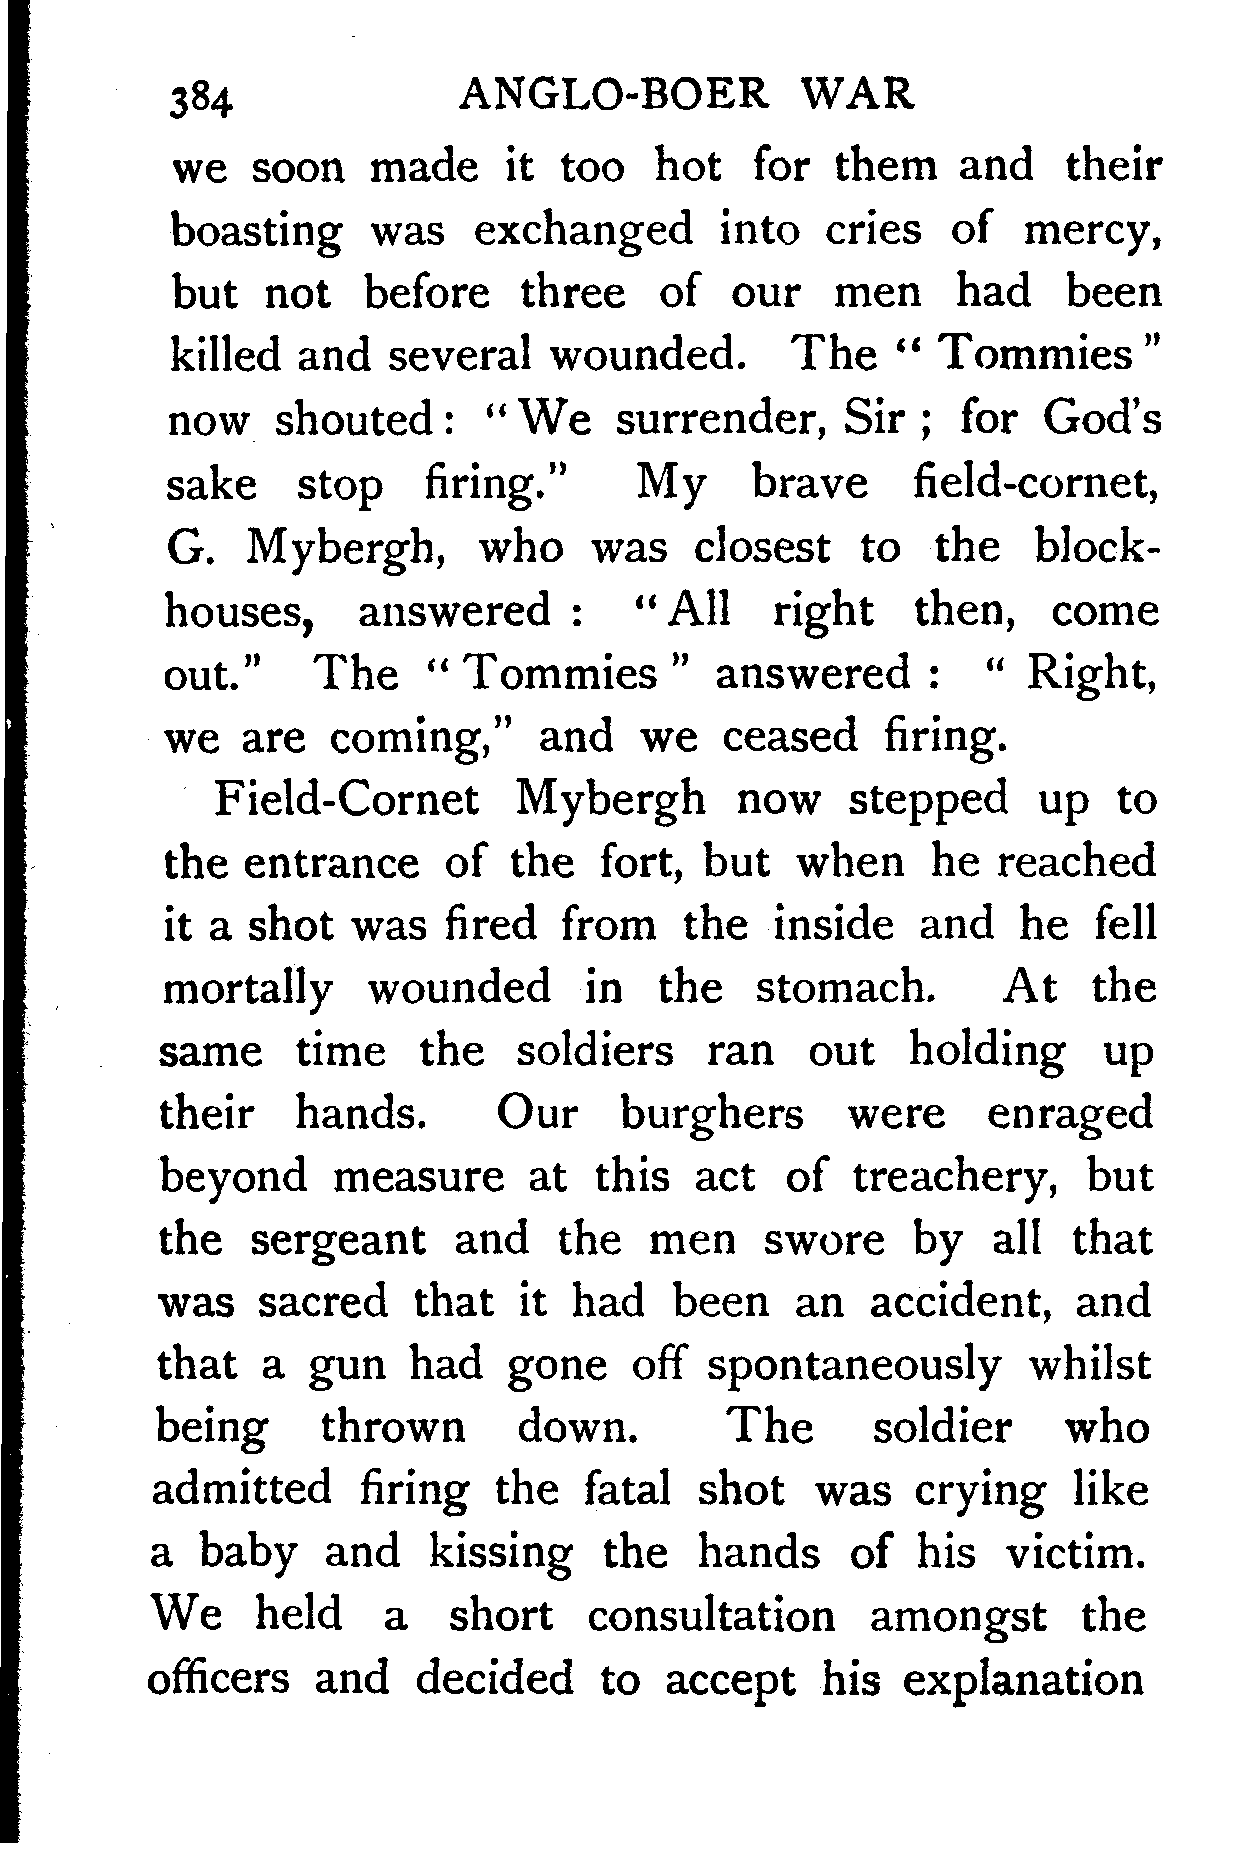 384 ANGLO-BOER WAR
we soon made it too hot for them and their
boasting was exchanged into cries of mercy,
but not before three of our men had been
killed and several wounded. The “ Tommies ”
now shouted : “ We surrender, Sir ; for God's
sake stop firing.” My brave field-cornet,
G. Mybergh, who was closest to the block-
houses, answered : “ All right then, come
out.” The “ Tommies ” answered : “ Right,
we are coming,” and we ceased firing.
Field-Cornet Mybergh now stepped up to
the entrance of the fort, but when he reached
it a shot was fired from the inside and he fell
mortally wounded in the stomach. At the
same time the soldiers ran out holding up
their hands. Our burghers were enraged
beyond measure at this act of treachery, but
the sergeant and the men swore by all that
was sacred that it had been an accident, and
that a gun had gone off spontaneously whilst
being thrown down. The soldier who
admitted firing the fatal shot was crying like
a baby and kissing the hands of his victim.
We held a short consultation amongst the
officers and decided to accept his explanation